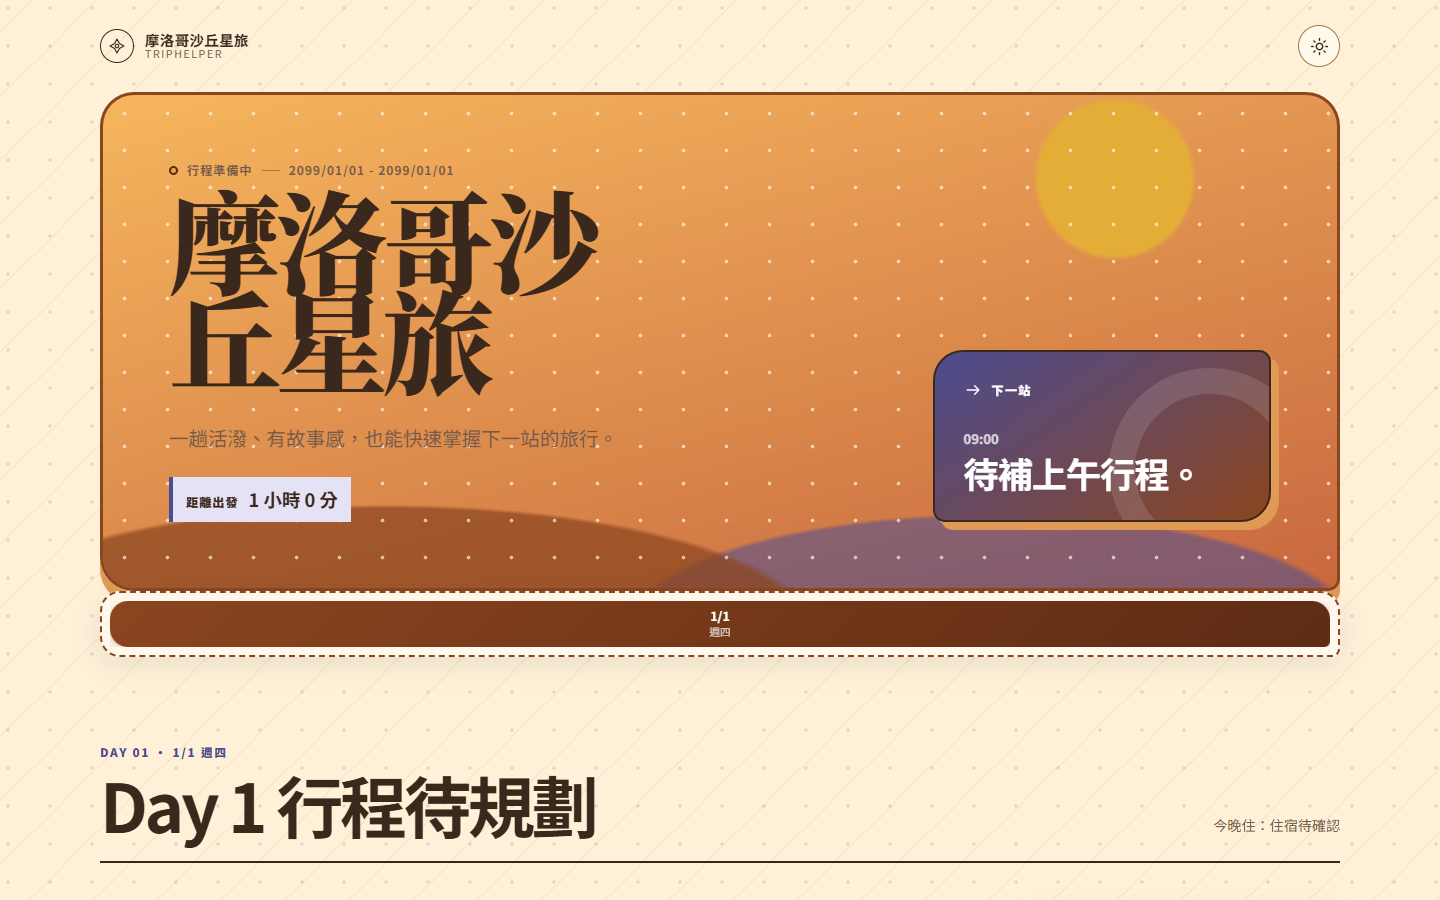 摩洛哥沙丘星旅
TRIPHELPER
行程準備中 — 2099/01/01 - 2099/01/01
摩洛哥沙
丘星旅
一趟活潑、有故事感，也能快速掌握下一站的旅行。
距離出發 1 小時 0 分
→ 下一站
09:00
待補上午行程。
1/1
週四
DAY 01 · 1/1 週四
Day 1 行程待規劃
今晚住：住宿待確認